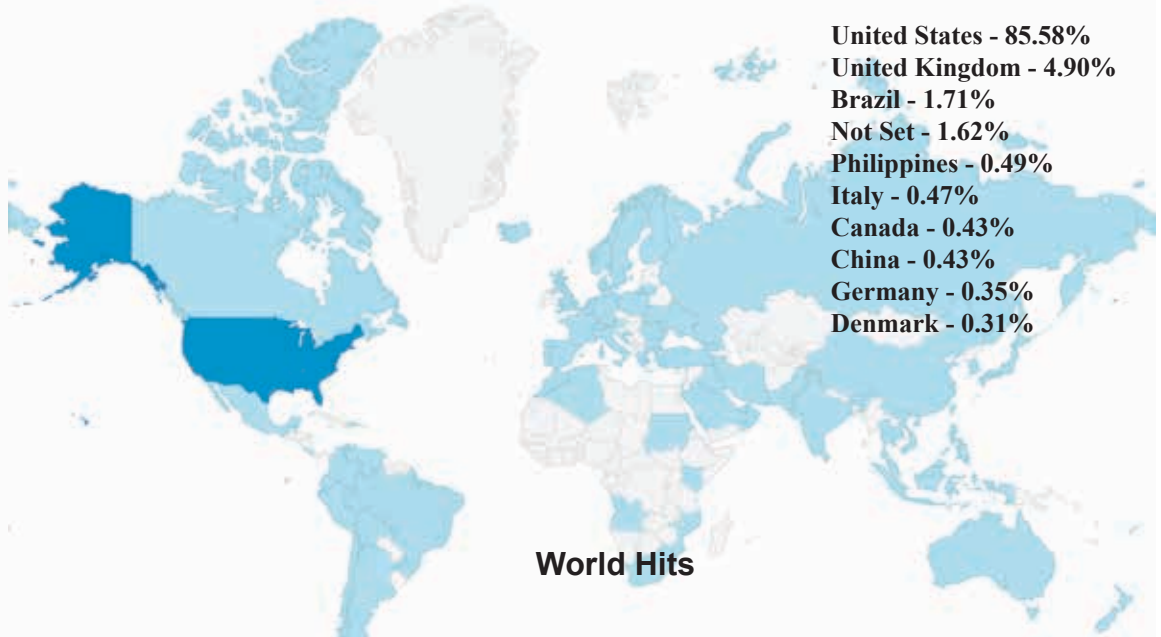 United States - 85.58%
United Kingdom - 4.90%
Brazil - 1.71%
Not Set - 1.62%
Philippines - 0.49%
Italy - 0.47%
Canada - 0.43%
China - 0.43%
Germany - 0.35%
Denmark - 0.31%
World Hits